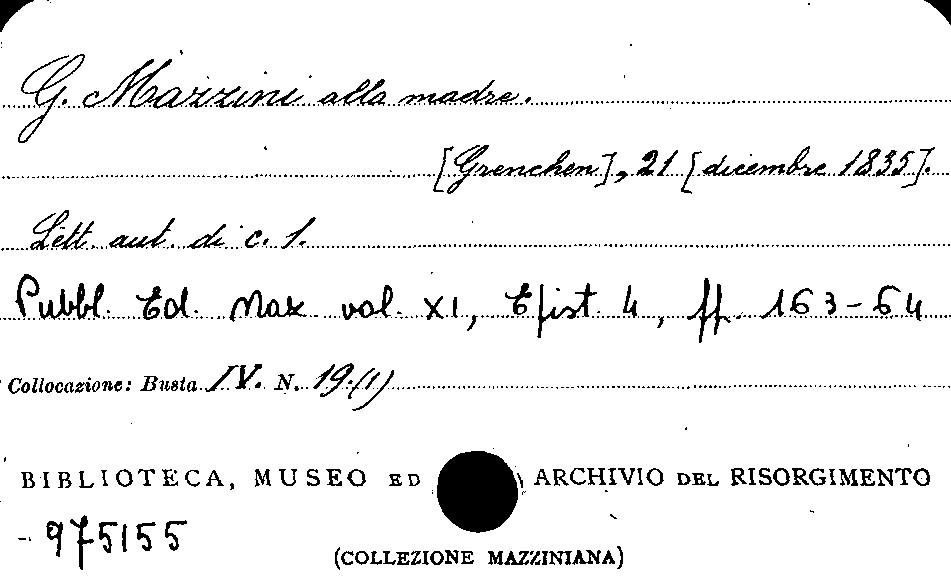 G. Mazzini alla madre.
[Grenchen], 21 [dicembre 1835].
Lett. aut. di c. 1.
Pubbl. Ed. Naz. vol. XI, Epist. 4, pp. 163-64
Collocazione: Busta IV. N. 19.(1)
BIBLIOTECA, MUSEO ED ARCHIVIO DEL RISORGIMENTO
- 975155
(COLLEZIONE MAZZINIANA)